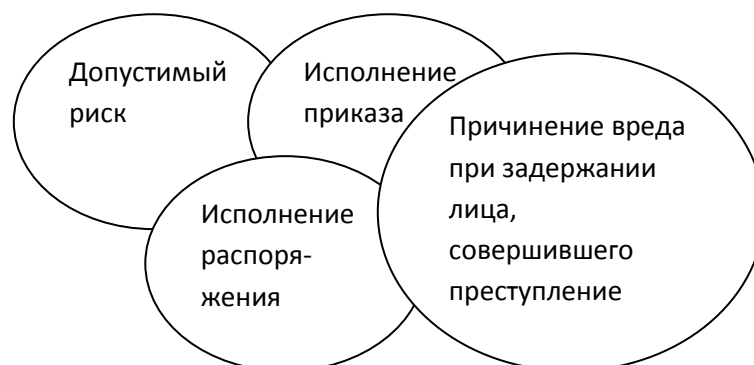 Допустимый
риск
Исполнение
приказа
Причинение вреда
при задержании
лица,
совершившего
преступление
Исполнение
распоря-
жения